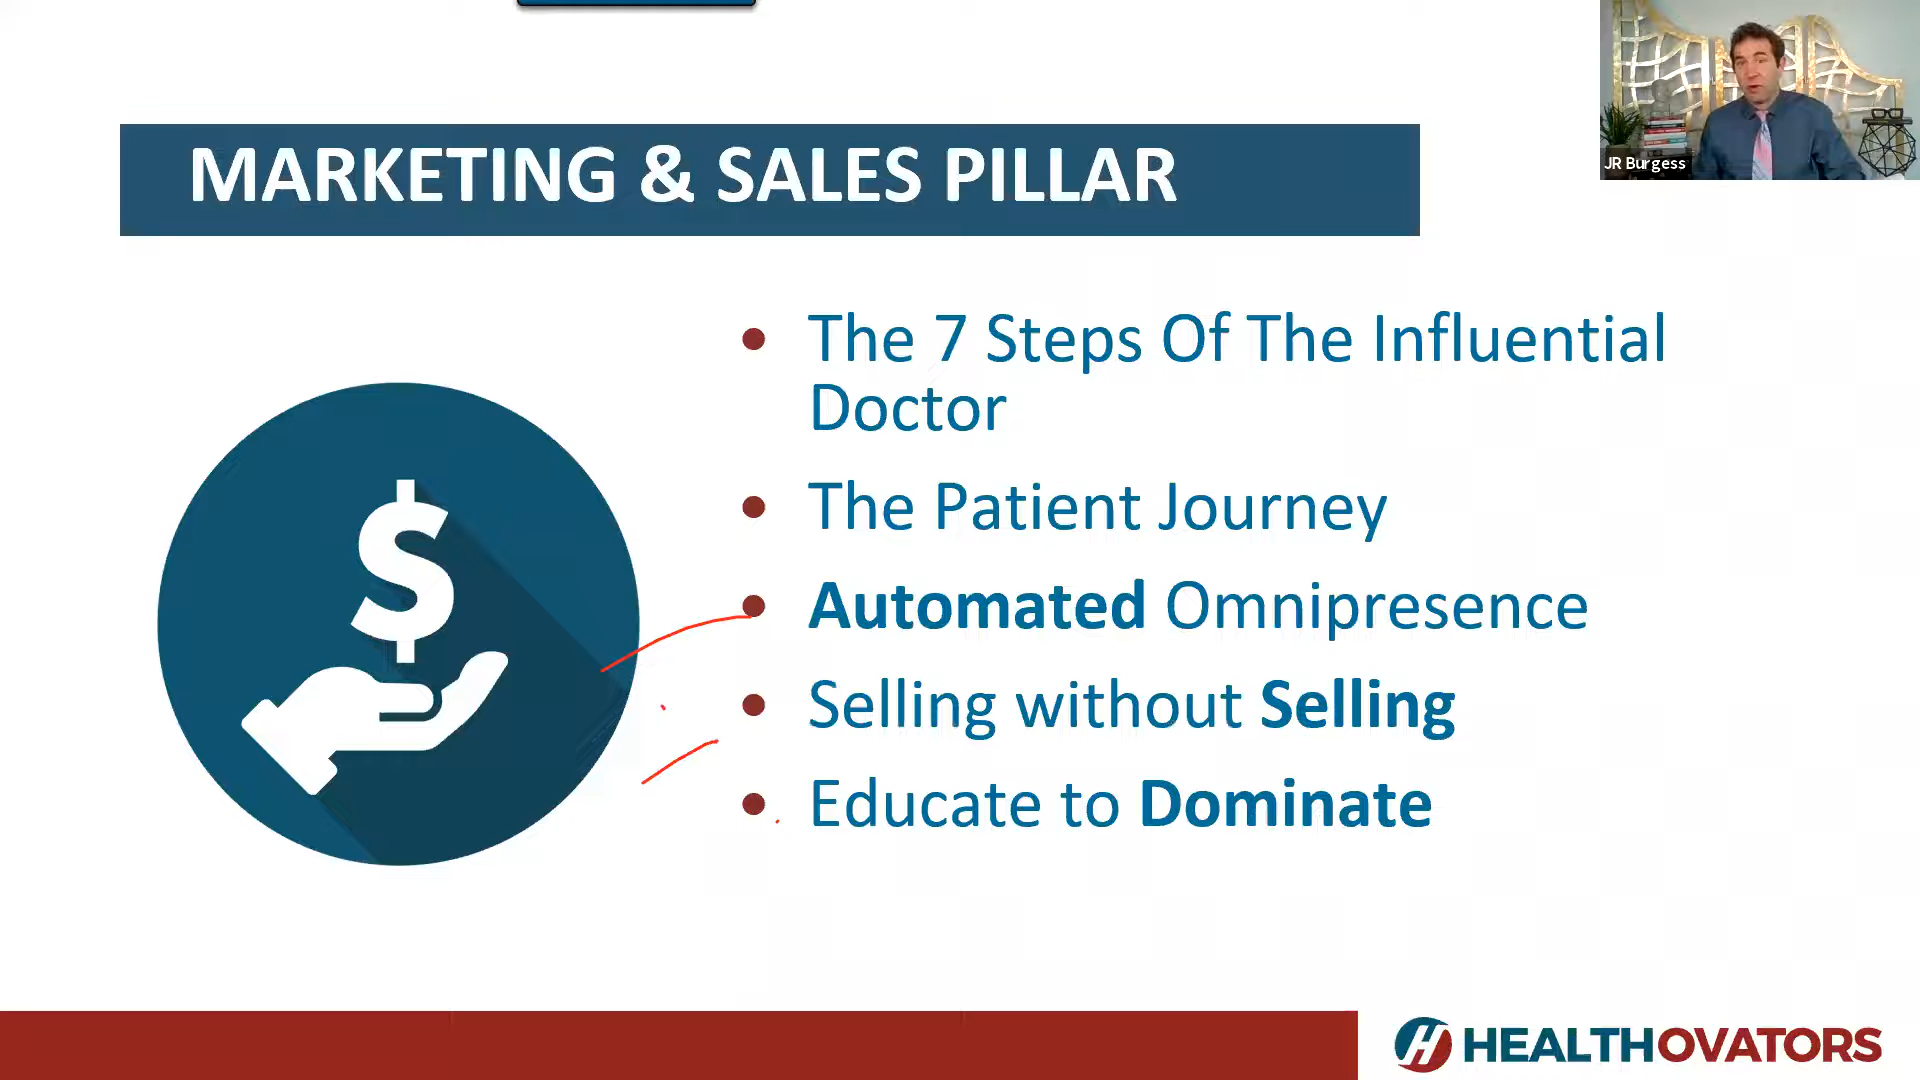 MARKETING & SALES PILLAR
JR Burgess
• The 7 Steps Of The Influential
Doctor
• The Patient Journey
• Automated Omnipresence
• Selling without Selling
• Educate to Dominate
$
H HEALTHOVATORS